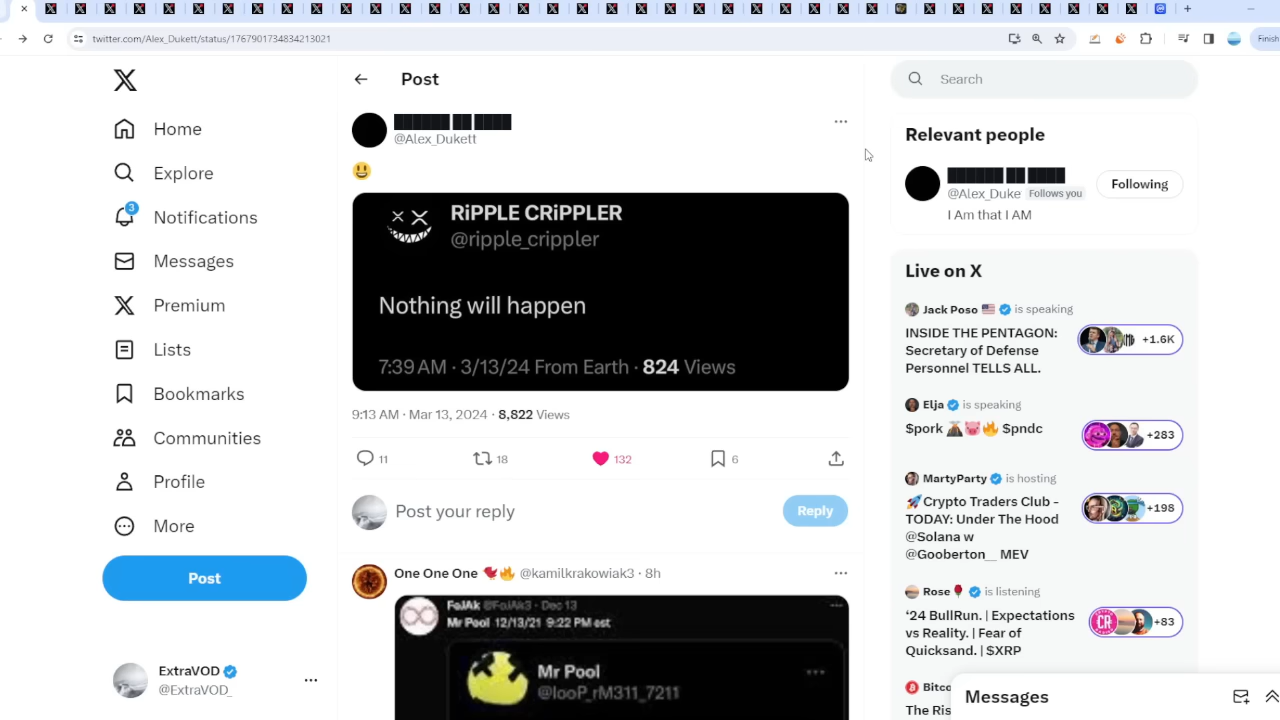 twitter.com/Alex_Dukett/status/1767901734834213021
Finish
Home
Explore
3
Notifications
Messages
Premium
Lists
Bookmarks
Communities
Profile
More
Post
ExtraVOD
@ExtraVOD_
Post
@Alex_Dukett
RiPPLE CRiPPLER
@ripple_crippler
Nothing will happen
7:39 AM · 3/13/24 From Earth · 824 Views
9:13 AM · Mar 13, 2024 · 8,822 Views
11 18 132 6
Post your reply
Reply
One One One @kamilkrakowiak3 · 8h
FoJAk @FoJAk3 · Dec 13
Mr Pool 12/13/21 9:22 PM est
Mr Pool
@looP_rM311_7211
Search
Relevant people
@Alex_Duke Follows you
Following
I Am that I AM
Live on X
Jack Poso is speaking
INSIDE THE PENTAGON:
Secretary of Defense
Personnel TELLS ALL.
+1.6K
Elja is speaking
$pork $pndc
+283
MartyParty is hosting
Crypto Traders Club -
TODAY: Under The Hood
@Solana w
@Gooberton__ MEV
+198
Rose is listening
‘24 BullRun. | Expectations
vs Reality. | Fear of
Quicksand. | $XRP
+83
Bitco
The Ris
Messages